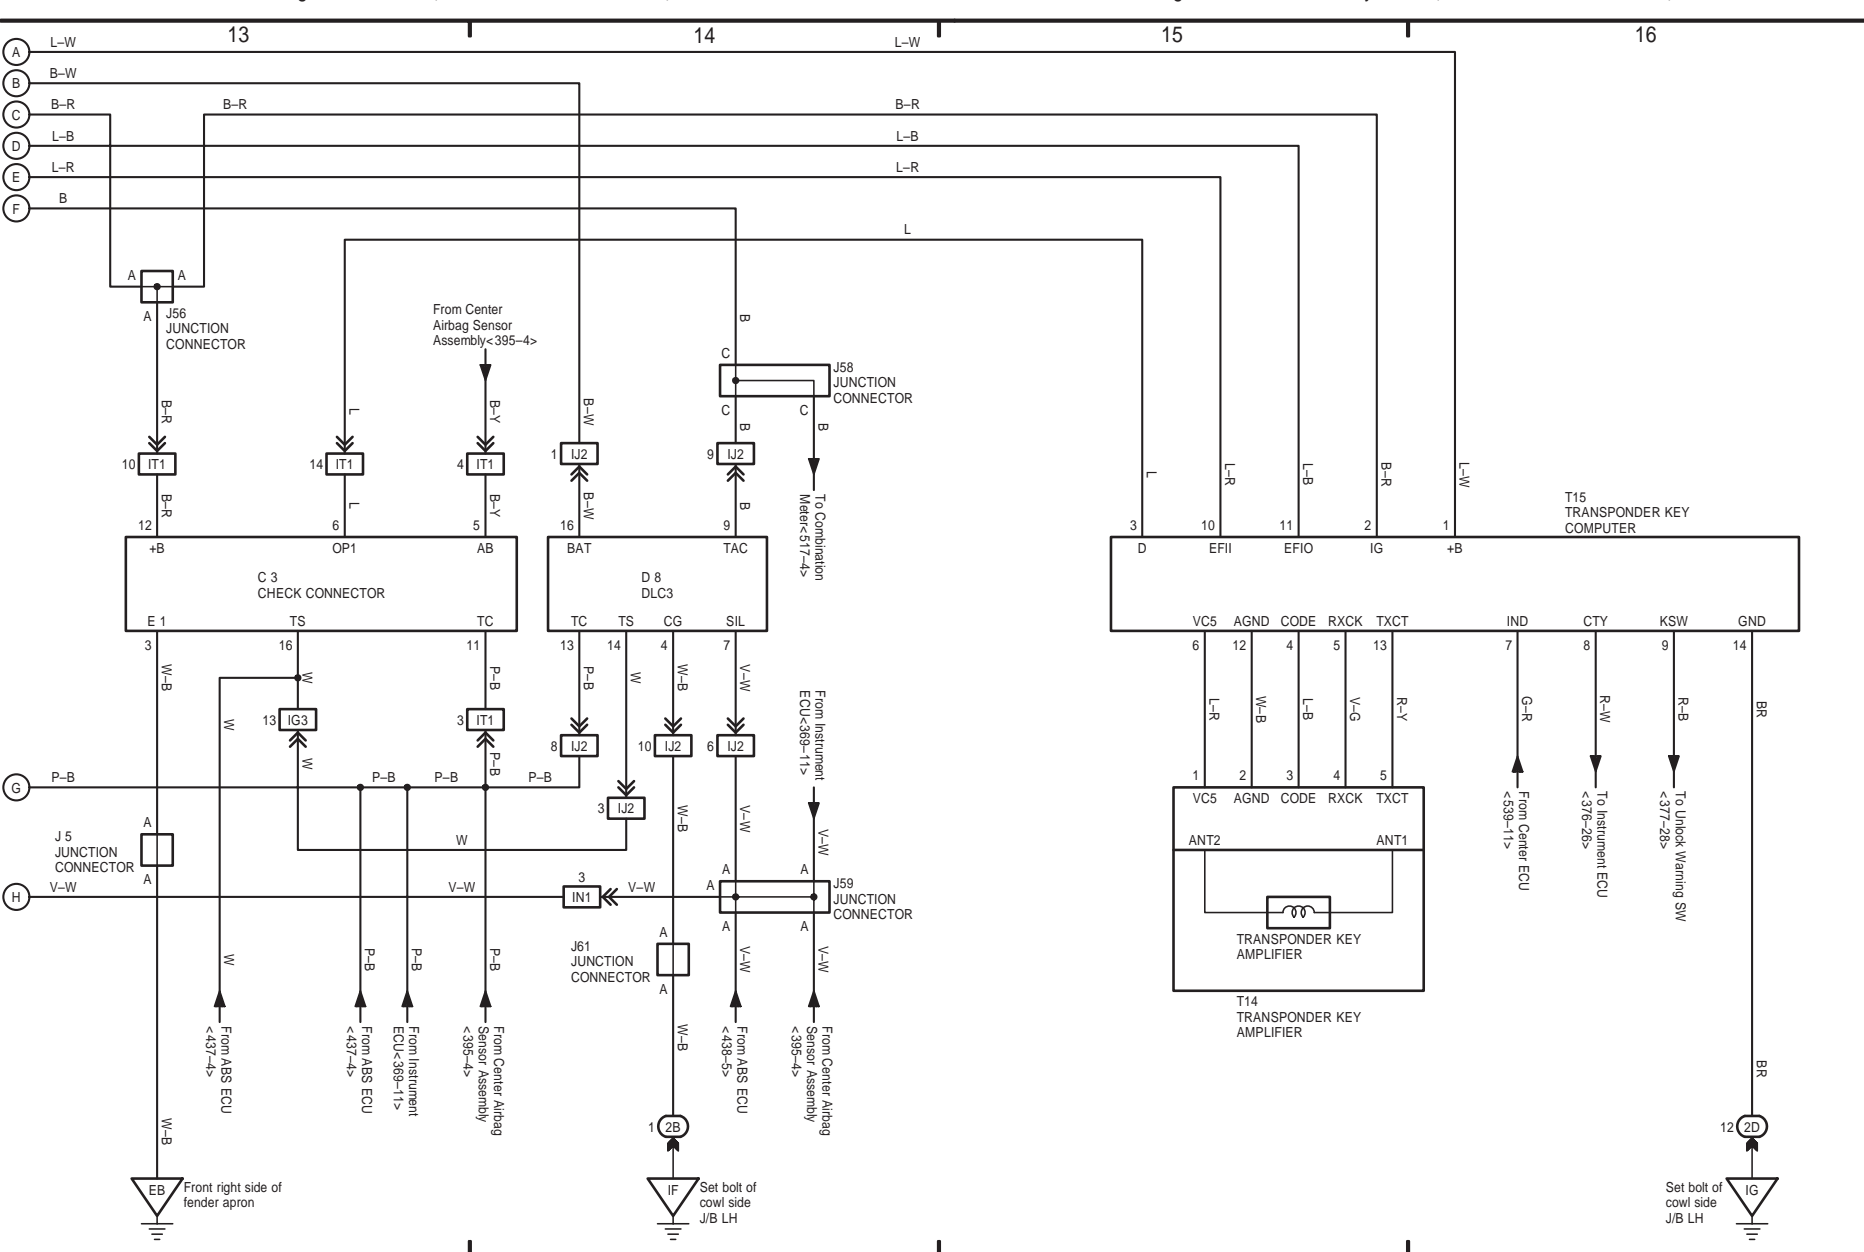 13
14
15
16
A
L–W
L–W
B
B–W
C
B–R
B–R
B–R
D
L–B
L–B
E
L–R
L–R
F
B
L
A
A
A
J56
JUNCTION
CONNECTOR
From Center
Airbag Sensor
Assembly<395–4>
B
C
J58
JUNCTION
CONNECTOR
C
C
B–R
L
B–Y
B–W
B
B
10
IT1
14
IT1
4
IT1
1
IJ2
9
IJ2
L
L–R
L–B
B–R
L–W
B–R
L
B–Y
B–W
B
To Combination
Meter<517–4>
T15
TRANSPONDER KEY
COMPUTER
12
6
5
16
9
3
10
11
2
1
+B
OP1
AB
BAT
TAC
D
EFII
EFIO
IG
+B
C 3
CHECK CONNECTOR
D 8
DLC3
E 1
TS
TC
TC
TS
CG
SIL
VC5
AGND
CODE
RXCK
TXCT
IND
CTY
KSW
GND
3
16
11
13
14
4
7
6
12
4
5
13
7
8
9
14
W–B
W
P–B
P–B
W
W–B
V–W
From Instrument
ECU<369–11>
L–R
W–B
L–B
V–G
R–Y
G–R
R–W
R–B
BR
W
13
IG3
3
IT1
8
IJ2
10
IJ2
6
IJ2
W
P–B
G
P–B
P–B
P–B
P–B
3
IJ2
W–B
V–W
V–W
1
2
3
4
5
VC5
AGND
CODE
RXCK
TXCT
From Center ECU
<539–11>
To Instrument ECU
<376–26>
To Unlock Warning SW
<377–28>
A
J 5
JUNCTION
CONNECTOR
A
W
ANT2
ANT1
H
V–W
V–W
3
IN1
V–W
A
A
A
J59
JUNCTION
CONNECTOR
A
A
J61
JUNCTION
CONNECTOR
A
A
W
P–B
P–B
P–B
V–W
V–W
TRANSPONDER KEY
AMPLIFIER
T14
TRANSPONDER KEY
AMPLIFIER
From ABS ECU
<437–4>
From ABS ECU
<437–4>
From Instrument
ECU<369–11>
From Center Airbag
Sensor Assembly
<395–4>
W–B
From ABS ECU
<438–5>
From Center Airbag
Sensor Assembly
<395–4>
BR
W–B
1
2B
12
2D
EB
Front right side of
fender apron
IF
Set bolt of
cowl side
J/B LH
Set bolt of
cowl side
J/B LH
IG